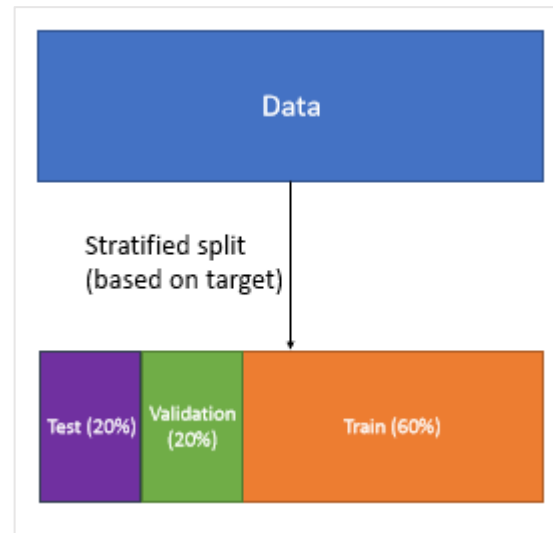 Data
Stratified split
(based on target)
Test (20%)
Validation
(20%)
Train (60%)